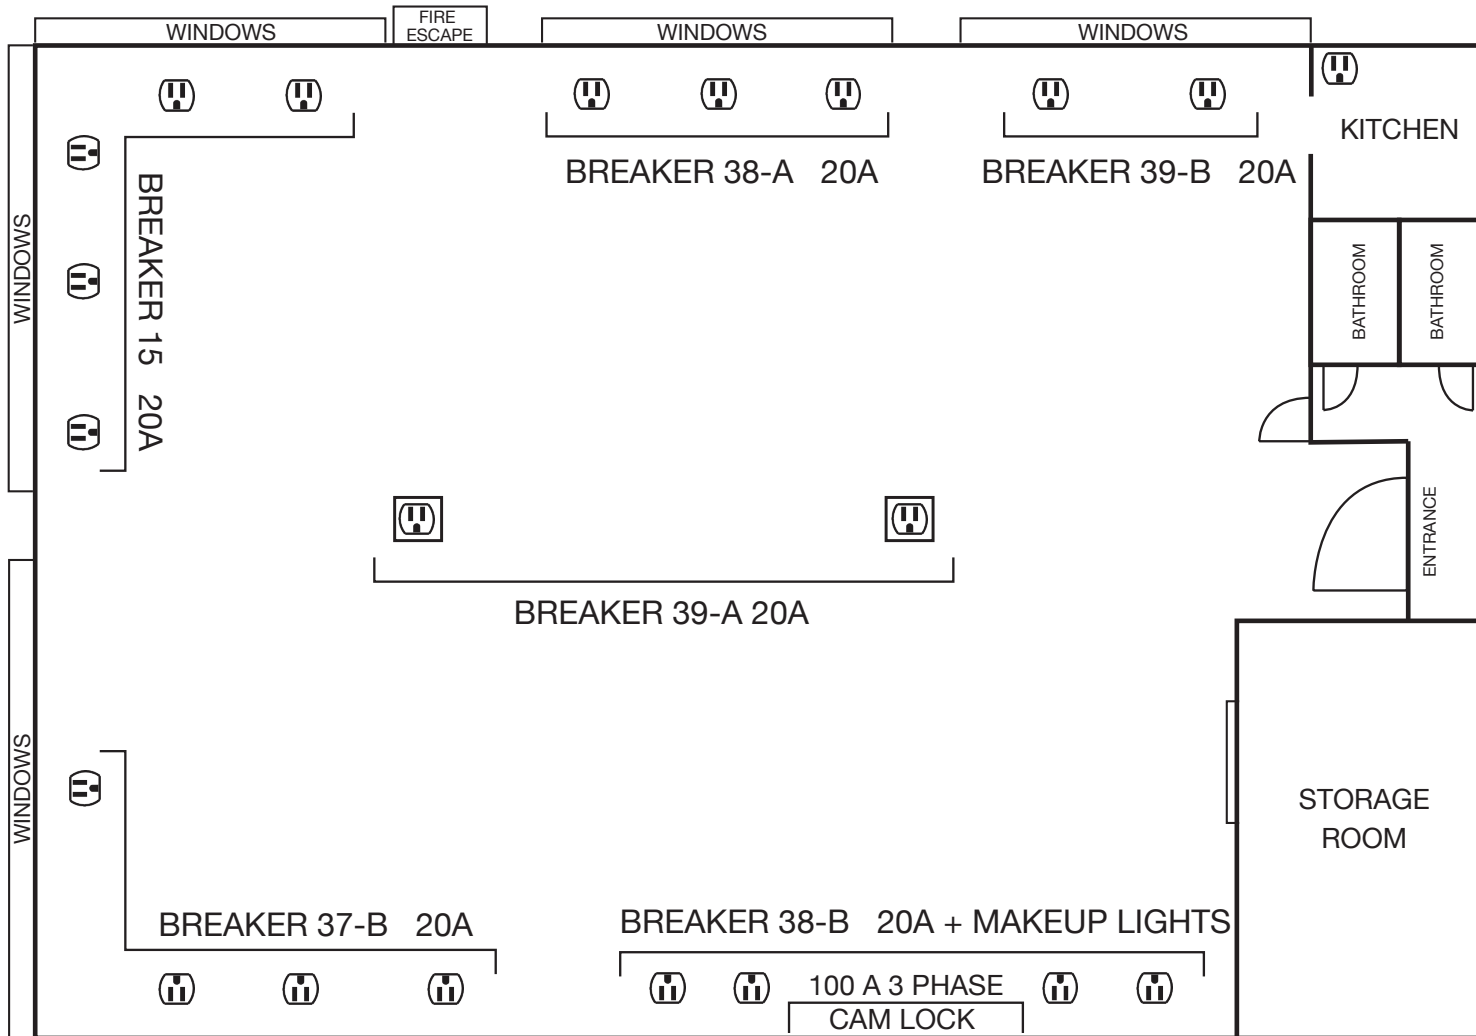 WINDOWS
FIRE
ESCAPE
WINDOWS
WINDOWS
KITCHEN
BREAKER 38-A 20A
BREAKER 39-B 20A
WINDOWS
BREAKER 15 20A
BATHROOM
BATHROOM
ENTRANCE
BREAKER 39-A 20A
WINDOWS
STORAGE
ROOM
BREAKER 37-B 20A
BREAKER 38-B 20A + MAKEUP LIGHTS
100 A 3 PHASE
CAM LOCK